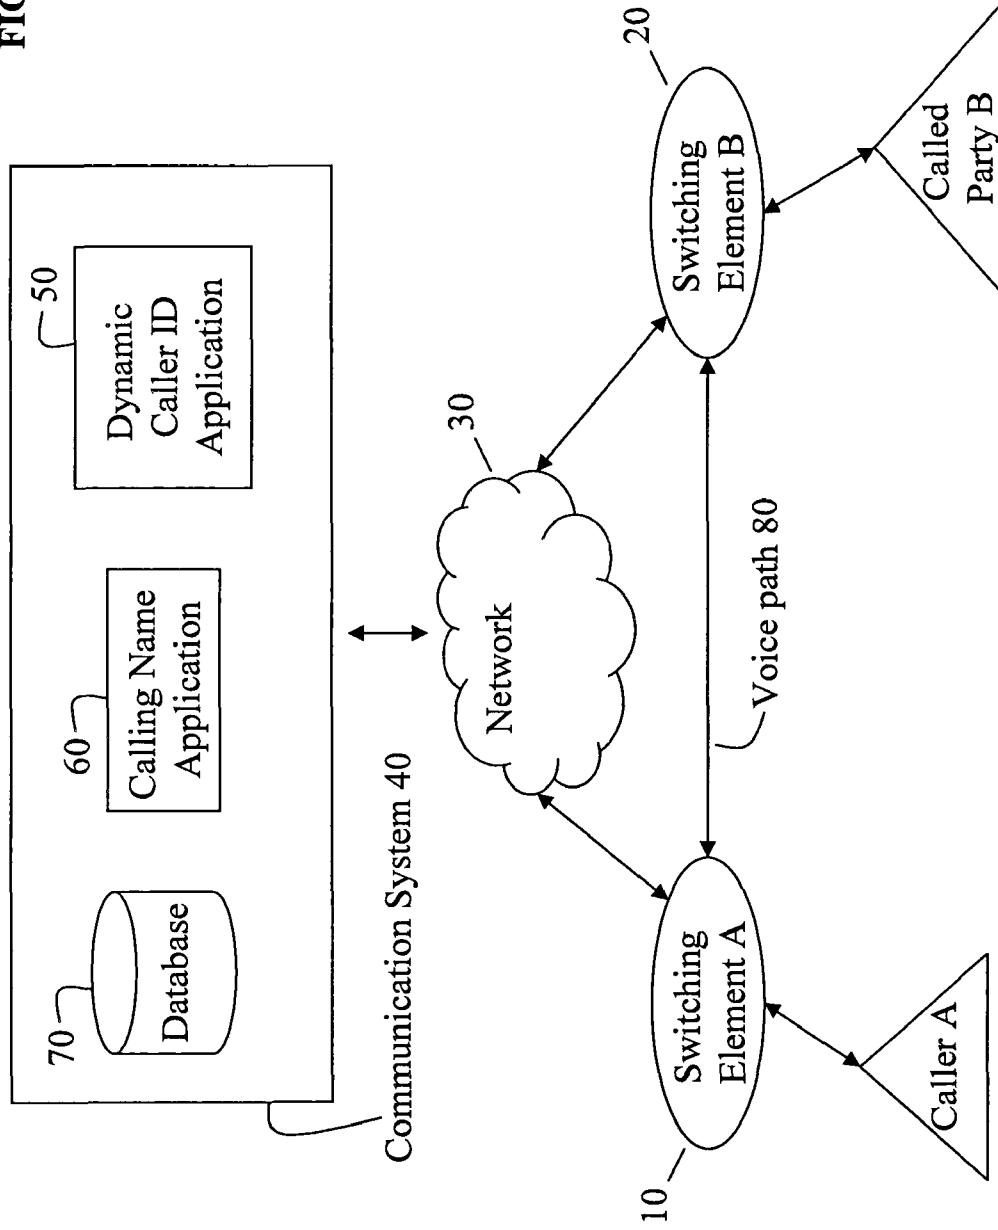 FIG
50
Dynamic
Caller ID
Application
60
Calling Name
Application
70
Database
Communication System 40
30
Network
20
Switching
Element B
10
Switching
Element A
Voice path 80
Called
Party B
Caller A